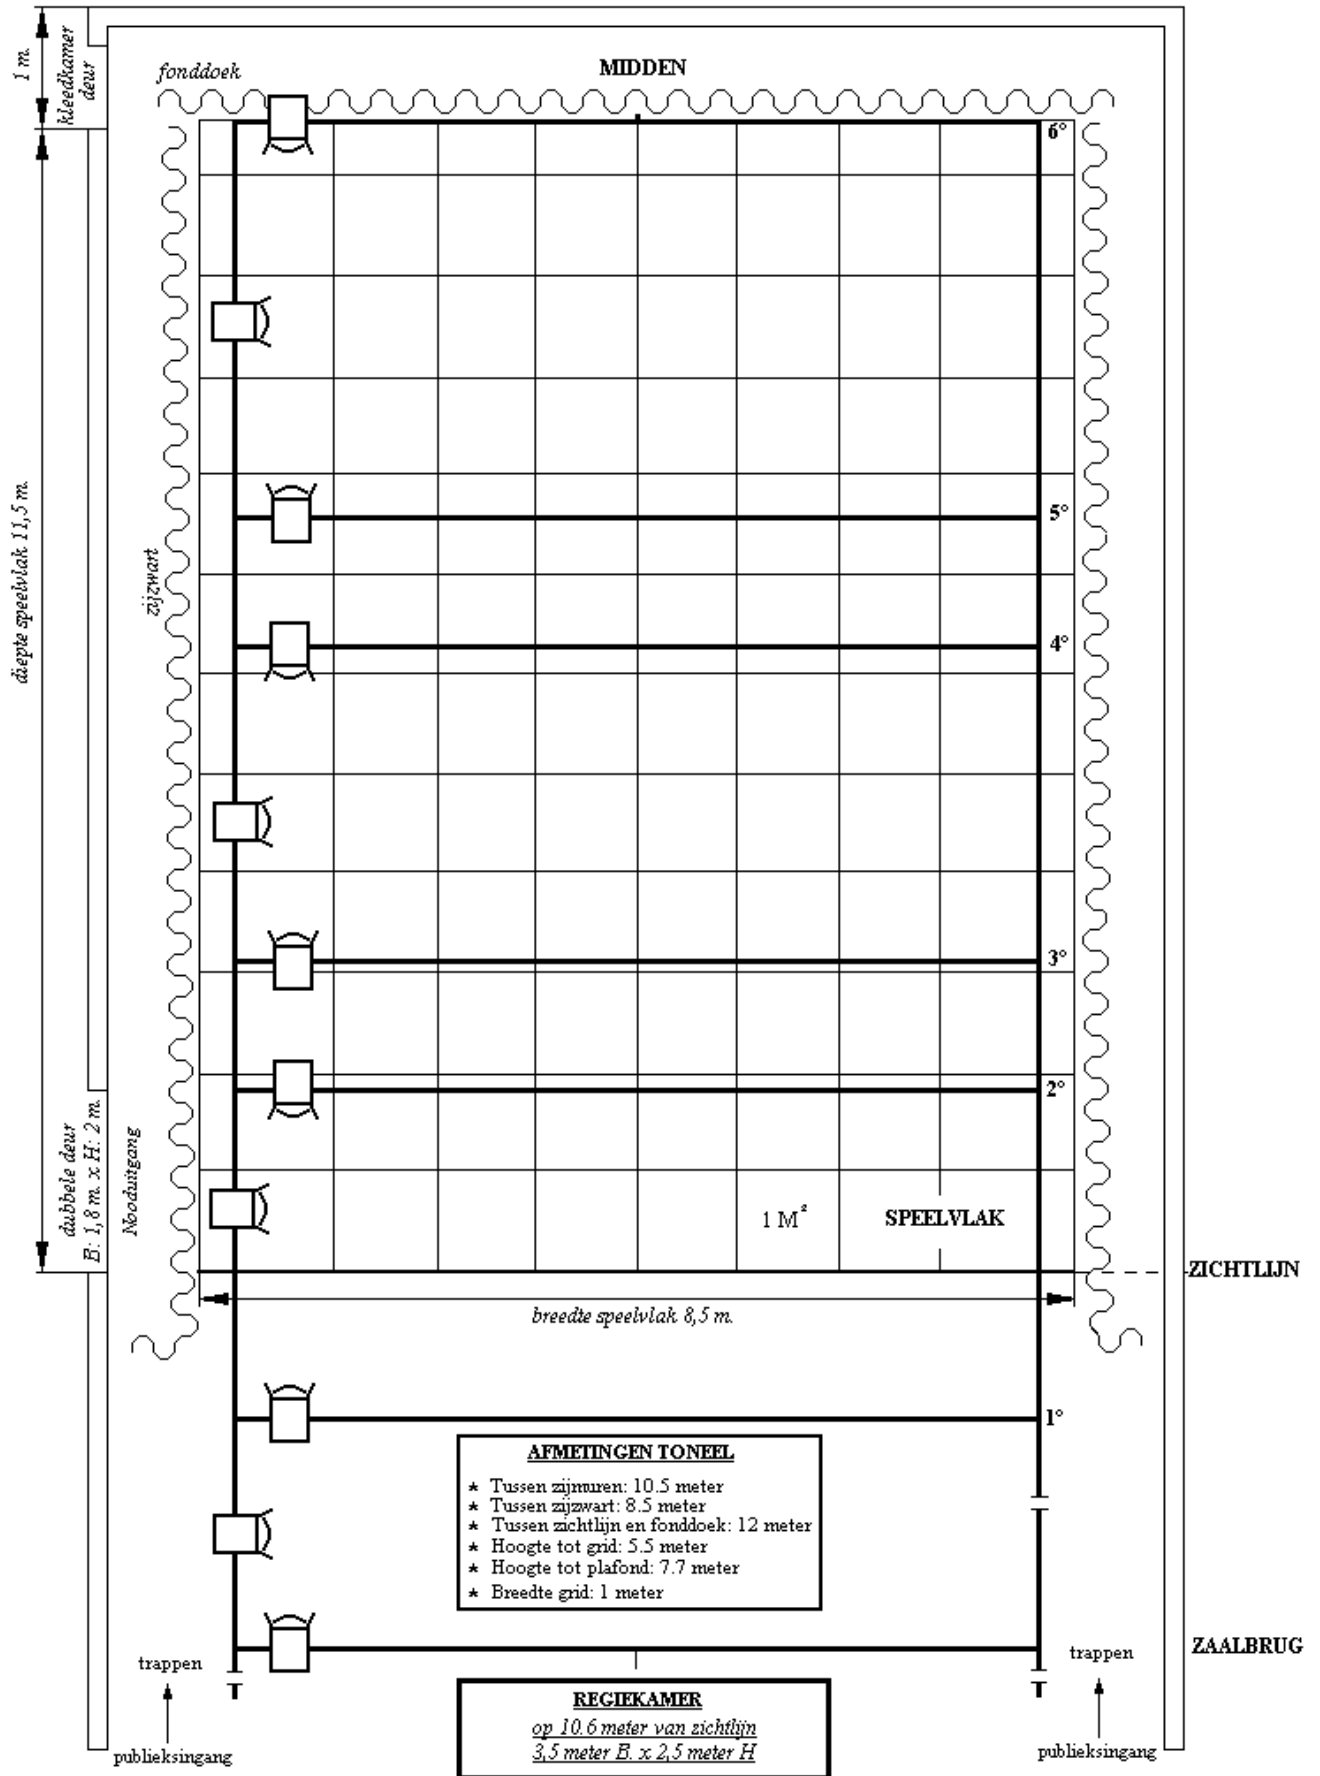 1 m.
kleedkamer
deur
fonddoek
MIDDEN
6°
diepte speelvlak 11,5 m.
zijzwart
5°
4°
3°
2°
dubbele deur
B: 1,8 m. x H: 2 m.
Nooduitgang
1 M²
SPEELVLAK
ZICHTLIJN
breedte speelvlak 8,5 m.
1°
AFMETINGEN TONEEL
* Tussen zijmuren: 10.5 meter
* Tussen zijzwart: 8.5 meter
* Tussen zichtlijn en fonddoek: 12 meter
* Hoogte tot grid: 5.5 meter
* Hoogte tot plafond: 7.7 meter
* Breedte grid: 1 meter
trappen
trappen
ZAALBRUG
REGIEKAMER
op 10.6 meter van zichtlijn
3,5 meter B. x 2,5 meter H
publieksingang
publieksingang